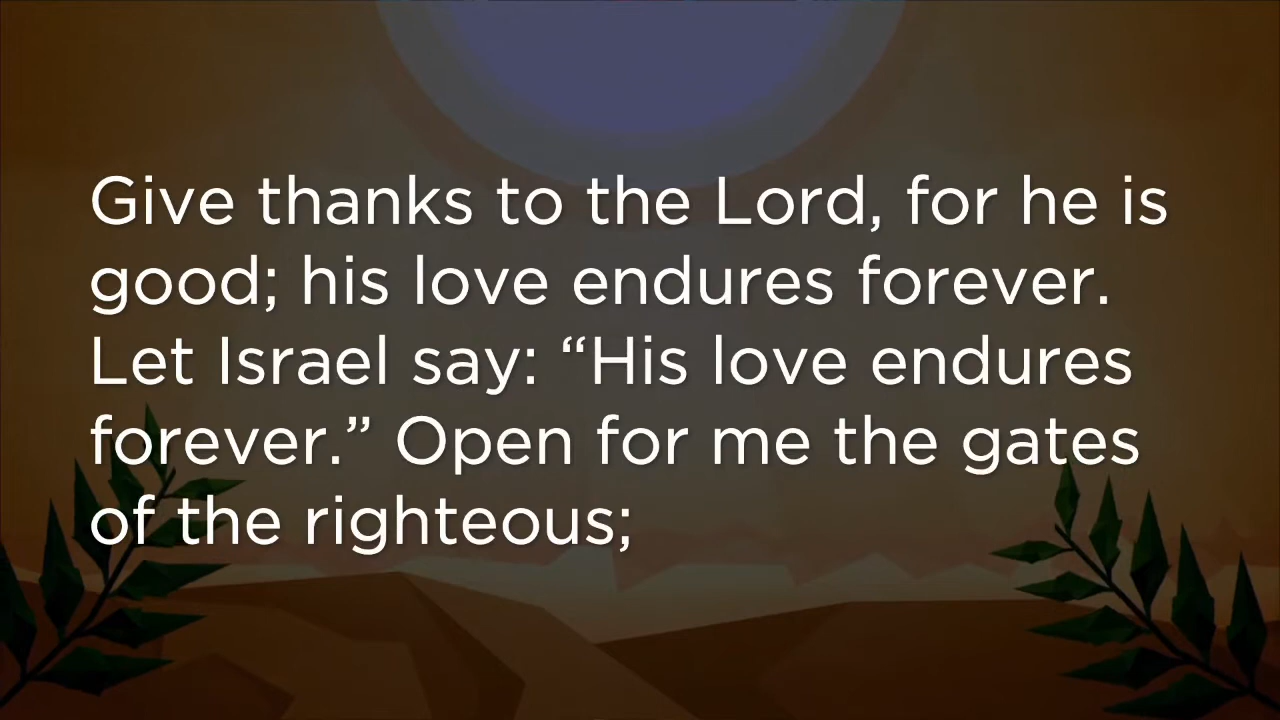 Give thanks to the Lord, for he is
good; his love endures forever.
Let Israel say: “His love endures
forever.” Open for me the gates
of the righteous;